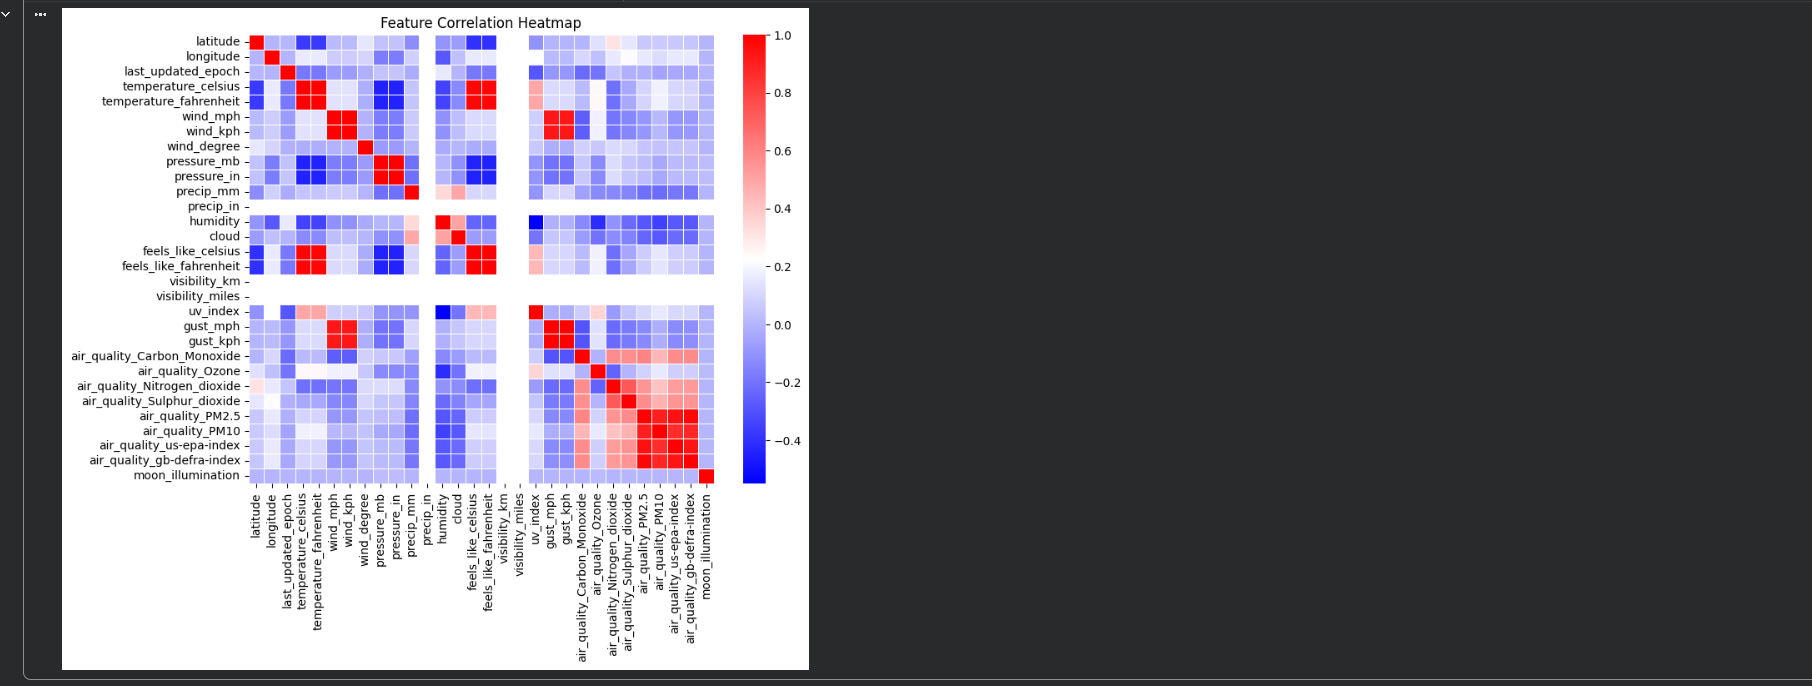 Feature Correlation Heatmap
latitude
longitude
last_updated_epoch
temperature_celsius
temperature_fahrenheit
wind_mph
wind_kph
wind_degree
pressure_mb
pressure_in
precip_mm
precip_in
humidity
cloud
feels_like_celsius
feels_like_fahrenheit
visibility_km
visibility_miles
uv_index
gust_mph
gust_kph
air_quality_Carbon_Monoxide
air_quality_Ozone
air_quality_Nitrogen_dioxide
air_quality_Sulphur_dioxide
air_quality_PM2.5
air_quality_PM10
air_quality_us-epa-index
air_quality_gb-defra-index
moon_illumination
latitude
longitude
last_updated_epoch
temperature_celsius
temperature_fahrenheit
wind_mph
wind_kph
wind_degree
pressure_mb
pressure_in
precip_mm
precip_in
humidity
cloud
feels_like_celsius
feels_like_fahrenheit
visibility_km
visibility_miles
uv_index
gust_mph
gust_kph
air_quality_Carbon_Monoxide
air_quality_Ozone
air_quality_Nitrogen_dioxide
air_quality_Sulphur_dioxide
air_quality_PM2.5
air_quality_PM10
air_quality_us-epa-index
air_quality_gb-defra-index
moon_illumination
1.0
0.8
0.6
0.4
0.2
0.0
−0.2
−0.4